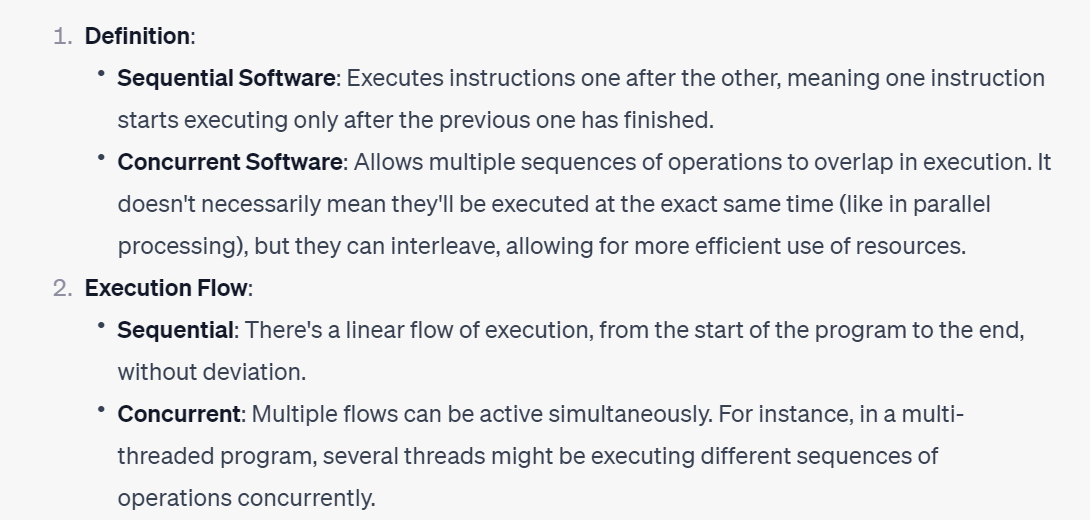 1. Definition:
• Sequential Software: Executes instructions one after the other, meaning one instruction
starts executing only after the previous one has finished.
• Concurrent Software: Allows multiple sequences of operations to overlap in execution. It
doesn't necessarily mean they'll be executed at the exact same time (like in parallel
processing), but they can interleave, allowing for more efficient use of resources.
2. Execution Flow:
• Sequential: There's a linear flow of execution, from the start of the program to the end,
without deviation.
• Concurrent: Multiple flows can be active simultaneously. For instance, in a multi-
threaded program, several threads might be executing different sequences of
operations concurrently.